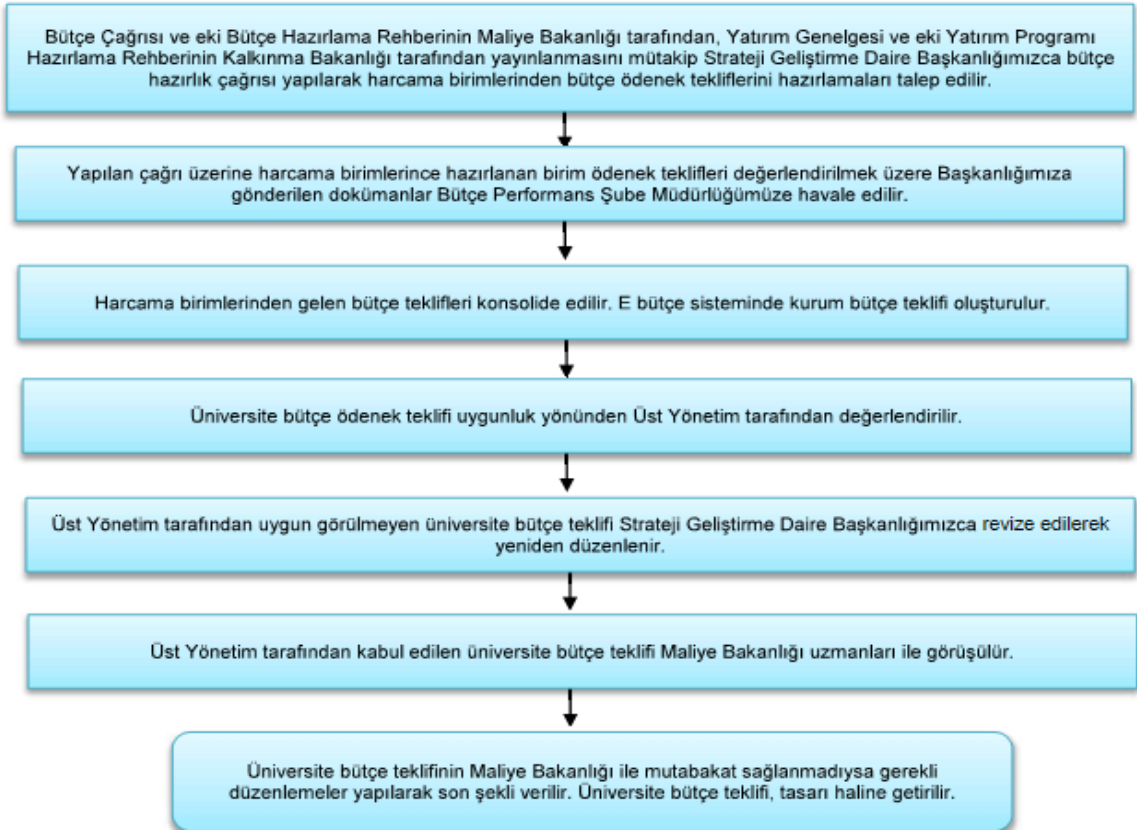 Bütçe Çağrısı ve eki Bütçe Hazırlama Rehberinin Maliye Bakanlığı tarafından, Yatırım Genelgesi ve eki Yatırım Programı
Hazırlama Rehberinin Kalkınma Bakanlığı tarafından yayınlanmasını mütakip Strateji Geliştirme Daire Başkanlığımızca bütçe
hazırlık çağrısı yapılarak harcama birimlerinden bütçe ödenek tekliflerini hazırlamaları talep edilir.
Yapılan çağrı üzerine harcama birimlerince hazırlanan birim ödenek teklifleri değerlendirilmek üzere Başkanlığımıza
gönderilen dokümanlar Bütçe Performans Şube Müdürlüğümüze havale edilir.
Harcama birimlerinden gelen bütçe teklifleri konsolide edilir. E bütçe sisteminde kurum bütçe teklifi oluşturulur.
Üniversite bütçe ödenek teklifi uygunluk yönünden Üst Yönetim tarafından değerlendirilir.
Üst Yönetim tarafından uygun görülmeyen üniversite bütçe teklifi Strateji Geliştirme Daire Başkanlığımızca revize edilerek
yeniden düzenlenir.
Üst Yönetim tarafından kabul edilen üniversite bütçe teklifi Maliye Bakanlığı uzmanları ile görüşülür.
Üniversite bütçe teklifinin Maliye Bakanlığı ile mutabakat sağlanmadıysa gerekli
düzenlemeler yapılarak son şekli verilir. Üniversite bütçe teklifi, tasarı haline getirilir.